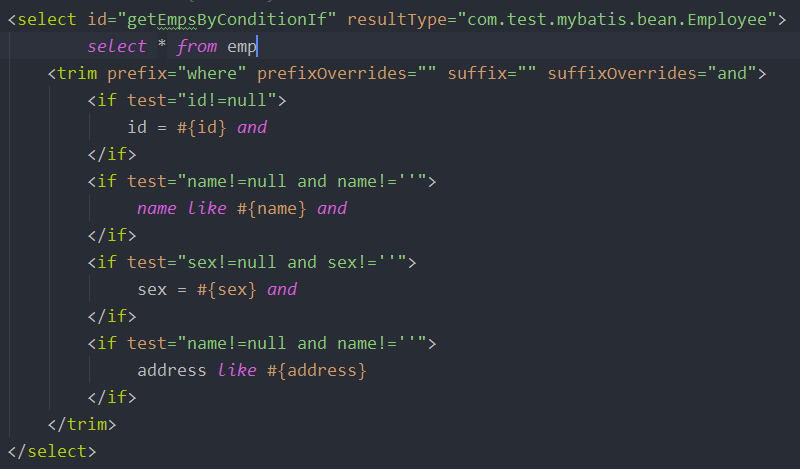 <select id="getEmpsByConditionIf" resultType="com.test.mybatis.bean.Employee">
select * from emp
<trim prefix="where" prefixOverrides="" suffix="" suffixOverrides="and">
<if test="id!=null">
id = #{id} and
</if>
<if test="name!=null and name!=''">
name like #{name} and
</if>
<if test="sex!=null and sex!=''">
sex = #{sex} and
</if>
<if test="name!=null and name!=''">
address like #{address}
</if>
</trim>
</select>